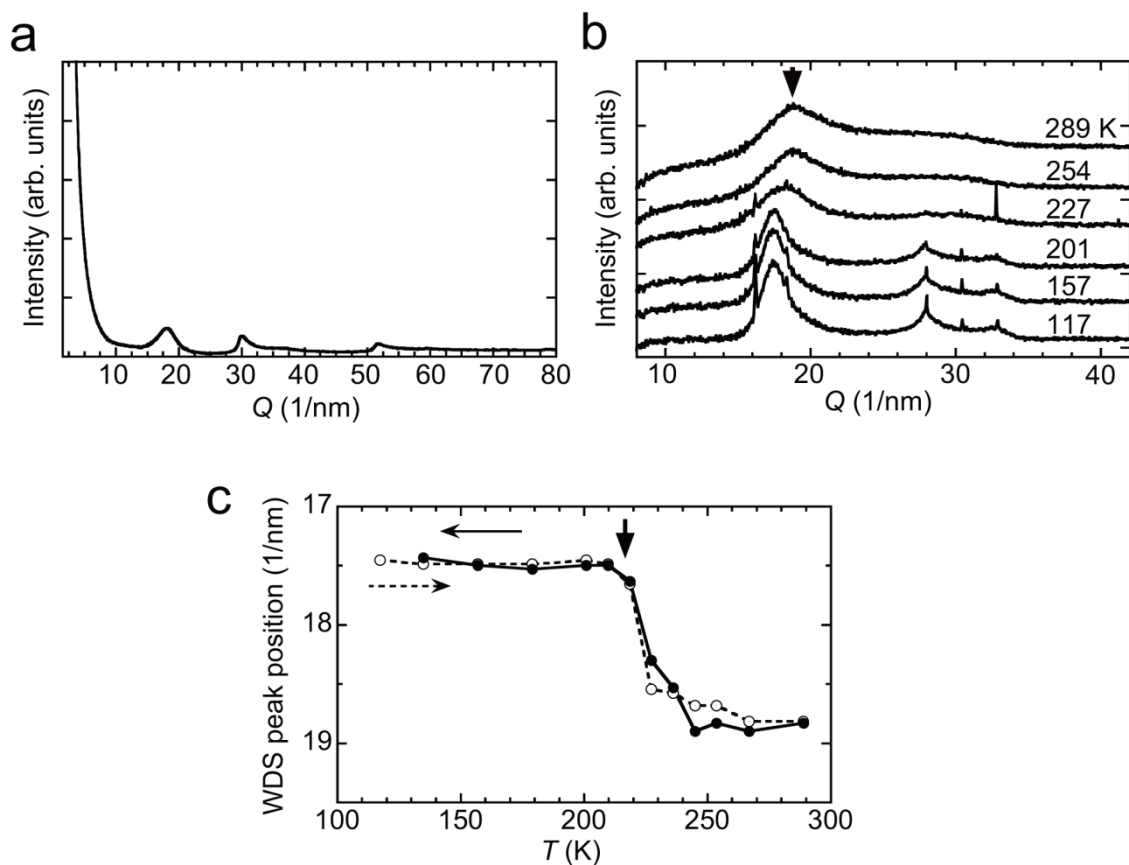 a
Intensity (arb. units)
10 20 30 40 50 60 70 80
Q (1/nm)
b
Intensity (arb. units)
289 K
254
227
201
157
117
10 20 30 40
Q (1/nm)
c
WDS peak position (1/nm)
17
18
19
100 150 200 250 300
T (K)